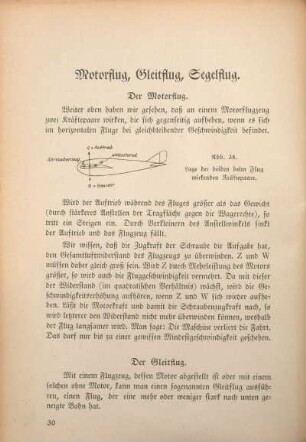 Motorflug, Gleitflug, Segelflug.
Der Motorflug.
Weiter oben haben wir gesehen, daß an einem Motorflugzeug
zwei Kräftepaare wirken, die sich gegenseitig aufheben, wenn es sich
im horizontalen Fluge bei gleichbleibender Geschwindigkeit befindet.
A = Auftrieb
W = Widerstand
Z = Schraubenzug
G = Gewicht
Abb. 38.
Lage der beiden beim Flug
wirkenden Kräftepaare.
Wird der Auftrieb während des Fluges größer als das Gewicht
(durch stärkeres Anstellen der Tragfläche gegen die Wagerechte), so
tritt ein Steigen ein. Durch Verkleinern des Anstellwinkels sinkt
der Auftrieb und das Flugzeug fällt.
Wir wissen, daß die Zugkraft der Schraube die Aufgabe hat,
den Gesamtluftwiderstand des Flugzeugs zu überwinden. Z und W
müssen daher gleich groß sein. Wird Z durch Mehrleistung des Motors
größer, so wird auch die Fluggeschwindigkeit vermehrt. Da mit dieser der
Widerstand (im quadratischen Verhältnis) wächst, wird die Ge-
schwindigkeitserhöhung aufhören, wenn Z und W sich vorher aufhe-
ben. Läßt die Motorkraft und damit die Schraubenzugkraft nach, so
wird letztere den Widerstand nicht mehr überwinden können, weshalb
der Flug langsamer wird. Man sagt: Die Maschine verliert die Fahrt.
Das darf nur bis zu einer gewissen Mindestgeschwindigkeit geschehen.
Der Gleitflug.
Mit einem Flugzeug, dessen Motor abgestellt ist oder mit einem
solchen ohne Motor, kann man einen sogenannten Gleitflug ausfüh-
ren, einen Flug, der eine mehr oder weniger stark nach unten ge-
neigte Bahn hat.
30